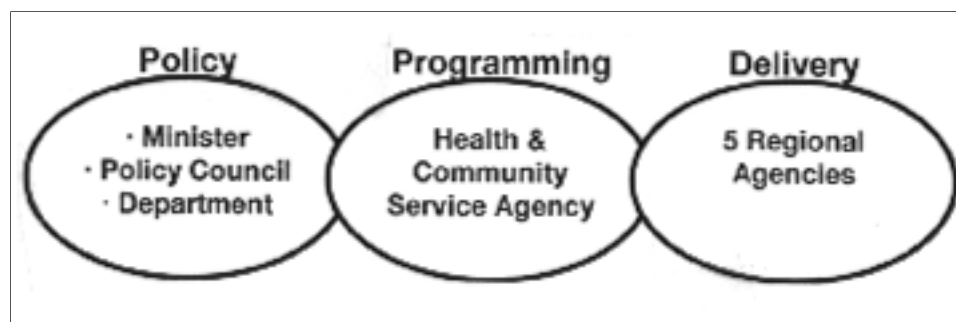 Policy
· Minister
· Policy Council
· Department
Programming
Health &
Community
Service Agency
Delivery
5 Regional
Agencies